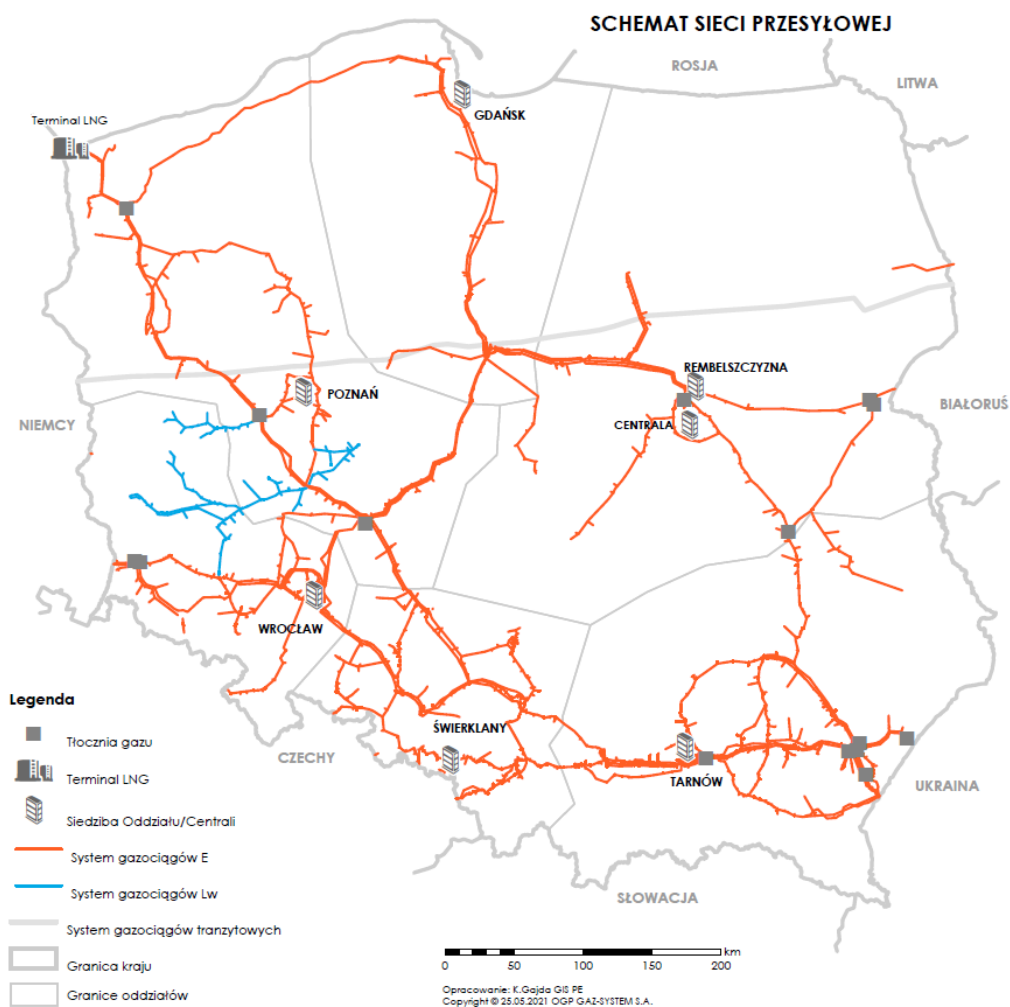 SCHEMAT SIECI PRZESYŁOWEJ
ROSJA
LITWA
GDAŃSK
Terminal LNG
REMBELSZCZYZNA
POZNAŃ
BIAŁORUŚ
NIEMCY
CENTRALA
WROCŁAW
Legenda
ŚWIERKLANY
Tłocznia gazu
CZECHY
Terminal LNG
TARNÓW
UKRAINA
Siedziba Oddziału/Centrali
System gazociągów E
System gazociągów Lw
SŁOWACJA
System gazociągów tranzytowych
km
Granica kraju
0 50 100 150 200
Granice oddziałów
Opracowanie: K.Gajda GIS PE
Copyright © 25.05.2021 OGP GAZ-SYSTEM S.A.